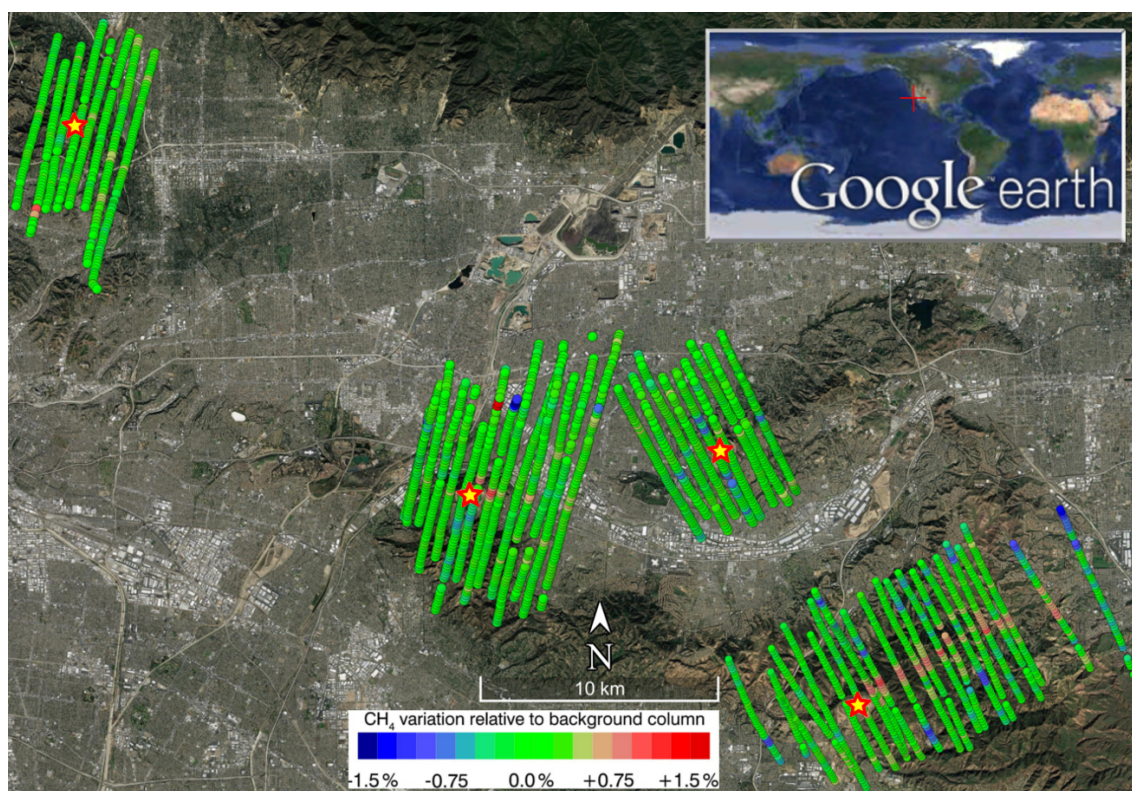 Google earth
N
10 km
CH₄ variation relative to background column
-1.5% -0.75 0.0% +0.75 +1.5%